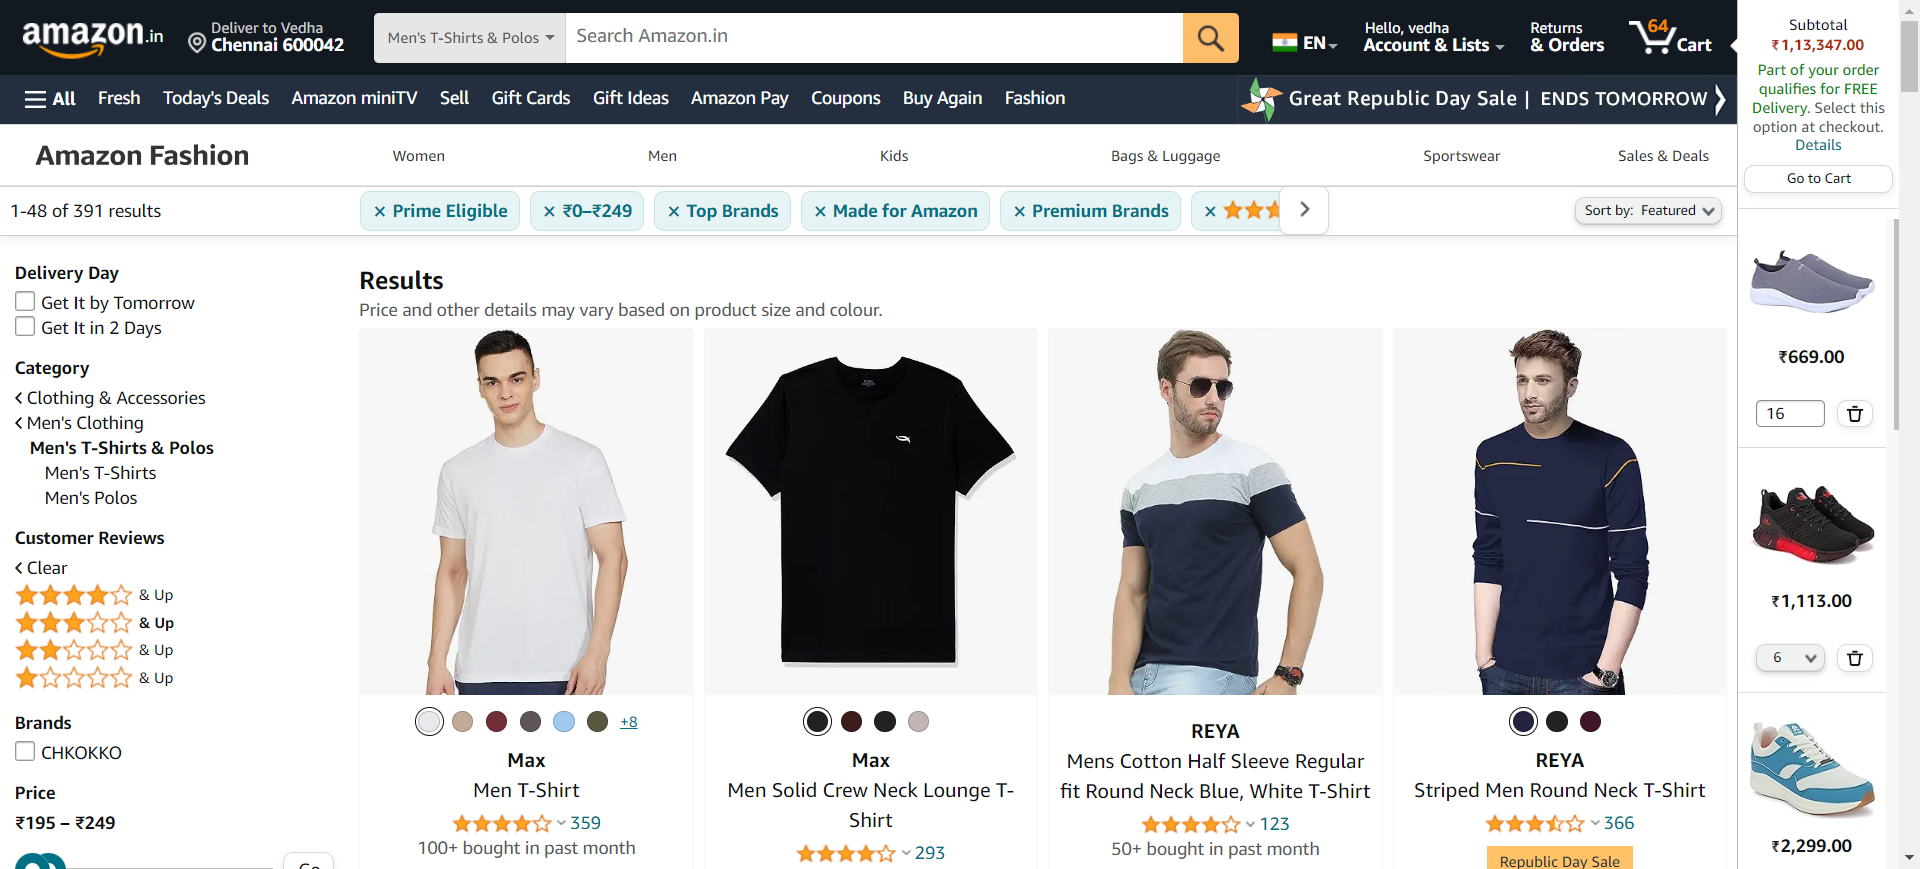 amazon.in
Deliver to Vedha
Chennai 600042
Men's T-Shirts & Polos
Search Amazon.in
EN
Hello, vedha
Account & Lists
Returns
& Orders
64
Cart
All
Fresh
Today's Deals
Amazon miniTV
Sell
Gift Cards
Gift Ideas
Amazon Pay
Coupons
Buy Again
Fashion
Great Republic Day Sale | ENDS TOMORROW
Amazon Fashion
Women
Men
Kids
Bags & Luggage
Sportswear
Sales & Deals
1-48 of 391 results
× Prime Eligible
× ₹0–₹249
× Top Brands
× Made for Amazon
× Premium Brands
×
Sort by: Featured
Delivery Day
Get It by Tomorrow
Get It in 2 Days
Category
Clothing & Accessories
Men's Clothing
Men's T-Shirts & Polos
Men's T-Shirts
Men's Polos
Customer Reviews
Clear
& Up
& Up
& Up
& Up
Brands
CHKOKKO
Price
₹195 – ₹249
Go
Results
Price and other details may vary based on product size and colour.
+8
Max
Men T-Shirt
359
100+ bought in past month
Max
Men Solid Crew Neck Lounge T-
Shirt
293
REYA
Mens Cotton Half Sleeve Regular
fit Round Neck Blue, White T-Shirt
123
50+ bought in past month
REYA
Striped Men Round Neck T-Shirt
366
Republic Day Sale
Subtotal
₹1,13,347.00
Part of your order
qualifies for FREE
Delivery. Select this
option at checkout.
Details
Go to Cart
₹669.00
16
₹1,113.00
6
₹2,299.00